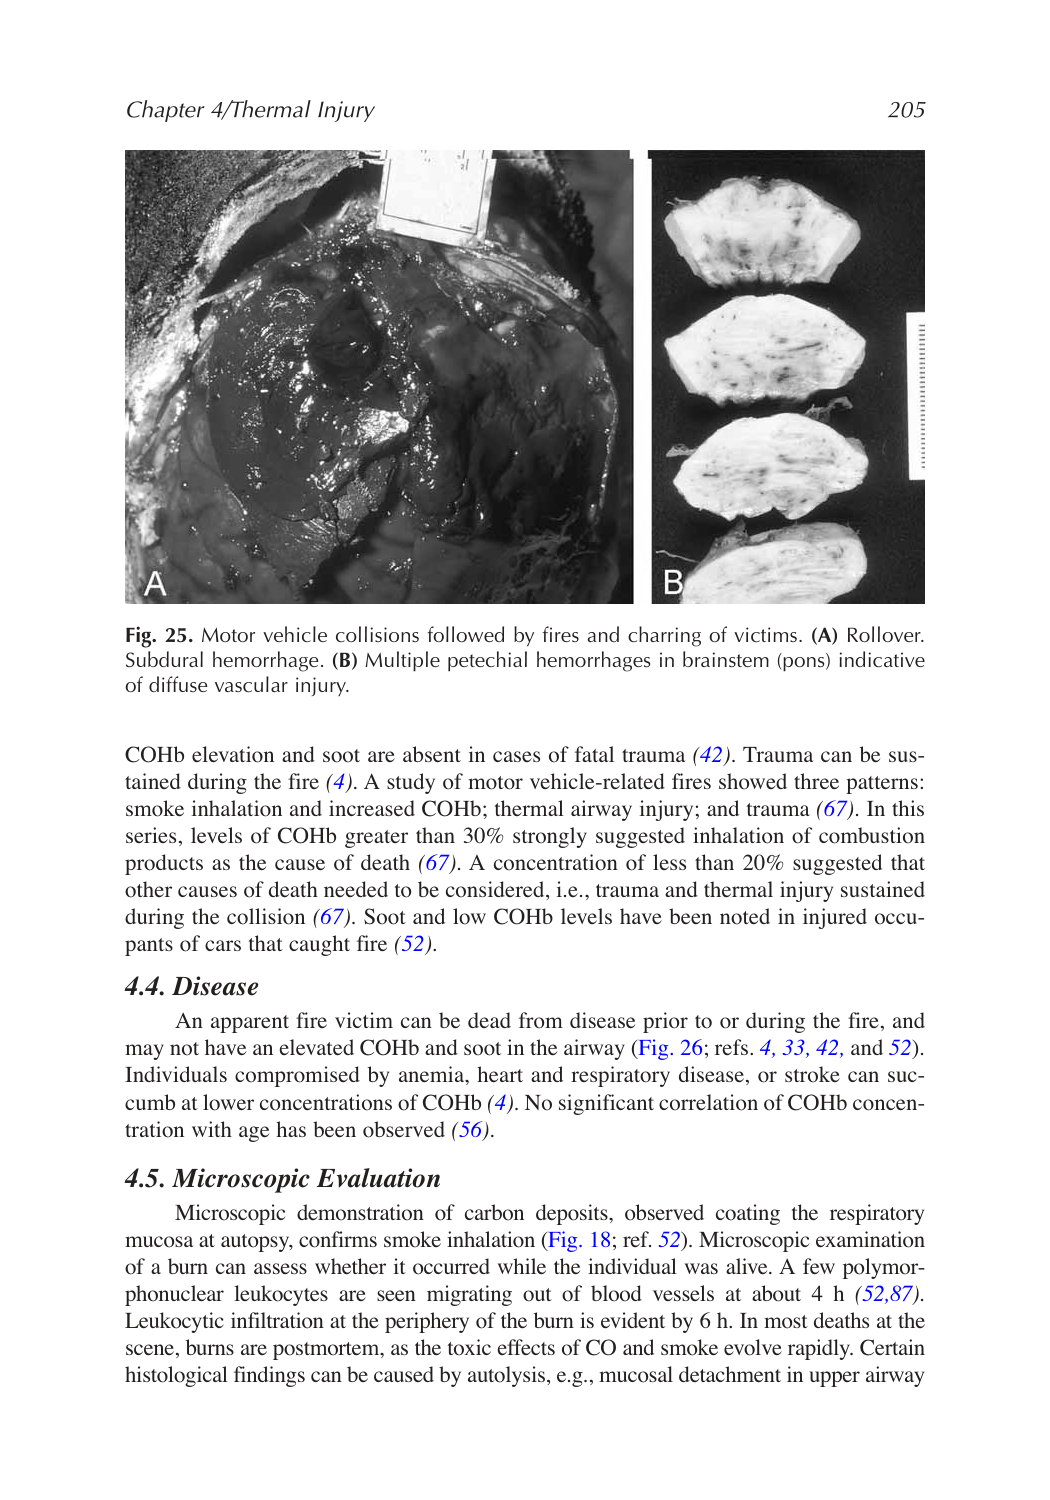 Chapter 4/Thermal Injury 205
A
B
Fig. 25. Motor vehicle collisions followed by fires and charring of victims. (A) Rollover.
Subdural hemorrhage. (B) Multiple petechial hemorrhages in brainstem (pons) indicative
of diffuse vascular injury.
COHb elevation and soot are absent in cases of fatal trauma (42). Trauma can be sus-
tained during the fire (4). A study of motor vehicle-related fires showed three patterns:
smoke inhalation and increased COHb; thermal airway injury; and trauma (67). In this
series, levels of COHb greater than 30% strongly suggested inhalation of combustion
products as the cause of death (67). A concentration of less than 20% suggested that
other causes of death needed to be considered, i.e., trauma and thermal injury sustained
during the collision (67). Soot and low COHb levels have been noted in injured occu-
pants of cars that caught fire (52).
4.4. Disease
An apparent fire victim can be dead from disease prior to or during the fire, and
may not have an elevated COHb and soot in the airway (Fig. 26; refs. 4, 33, 42, and 52).
Individuals compromised by anemia, heart and respiratory disease, or stroke can suc-
cumb at lower concentrations of COHb (4). No significant correlation of COHb concen-
tration with age has been observed (56).
4.5. Microscopic Evaluation
Microscopic demonstration of carbon deposits, observed coating the respiratory
mucosa at autopsy, confirms smoke inhalation (Fig. 18; ref. 52). Microscopic examination
of a burn can assess whether it occurred while the individual was alive. A few polymor-
phonuclear leukocytes are seen migrating out of blood vessels at about 4 h (52,87).
Leukocytic infiltration at the periphery of the burn is evident by 6 h. In most deaths at the
scene, burns are postmortem, as the toxic effects of CO and smoke evolve rapidly. Certain
histological findings can be caused by autolysis, e.g., mucosal detachment in upper airway